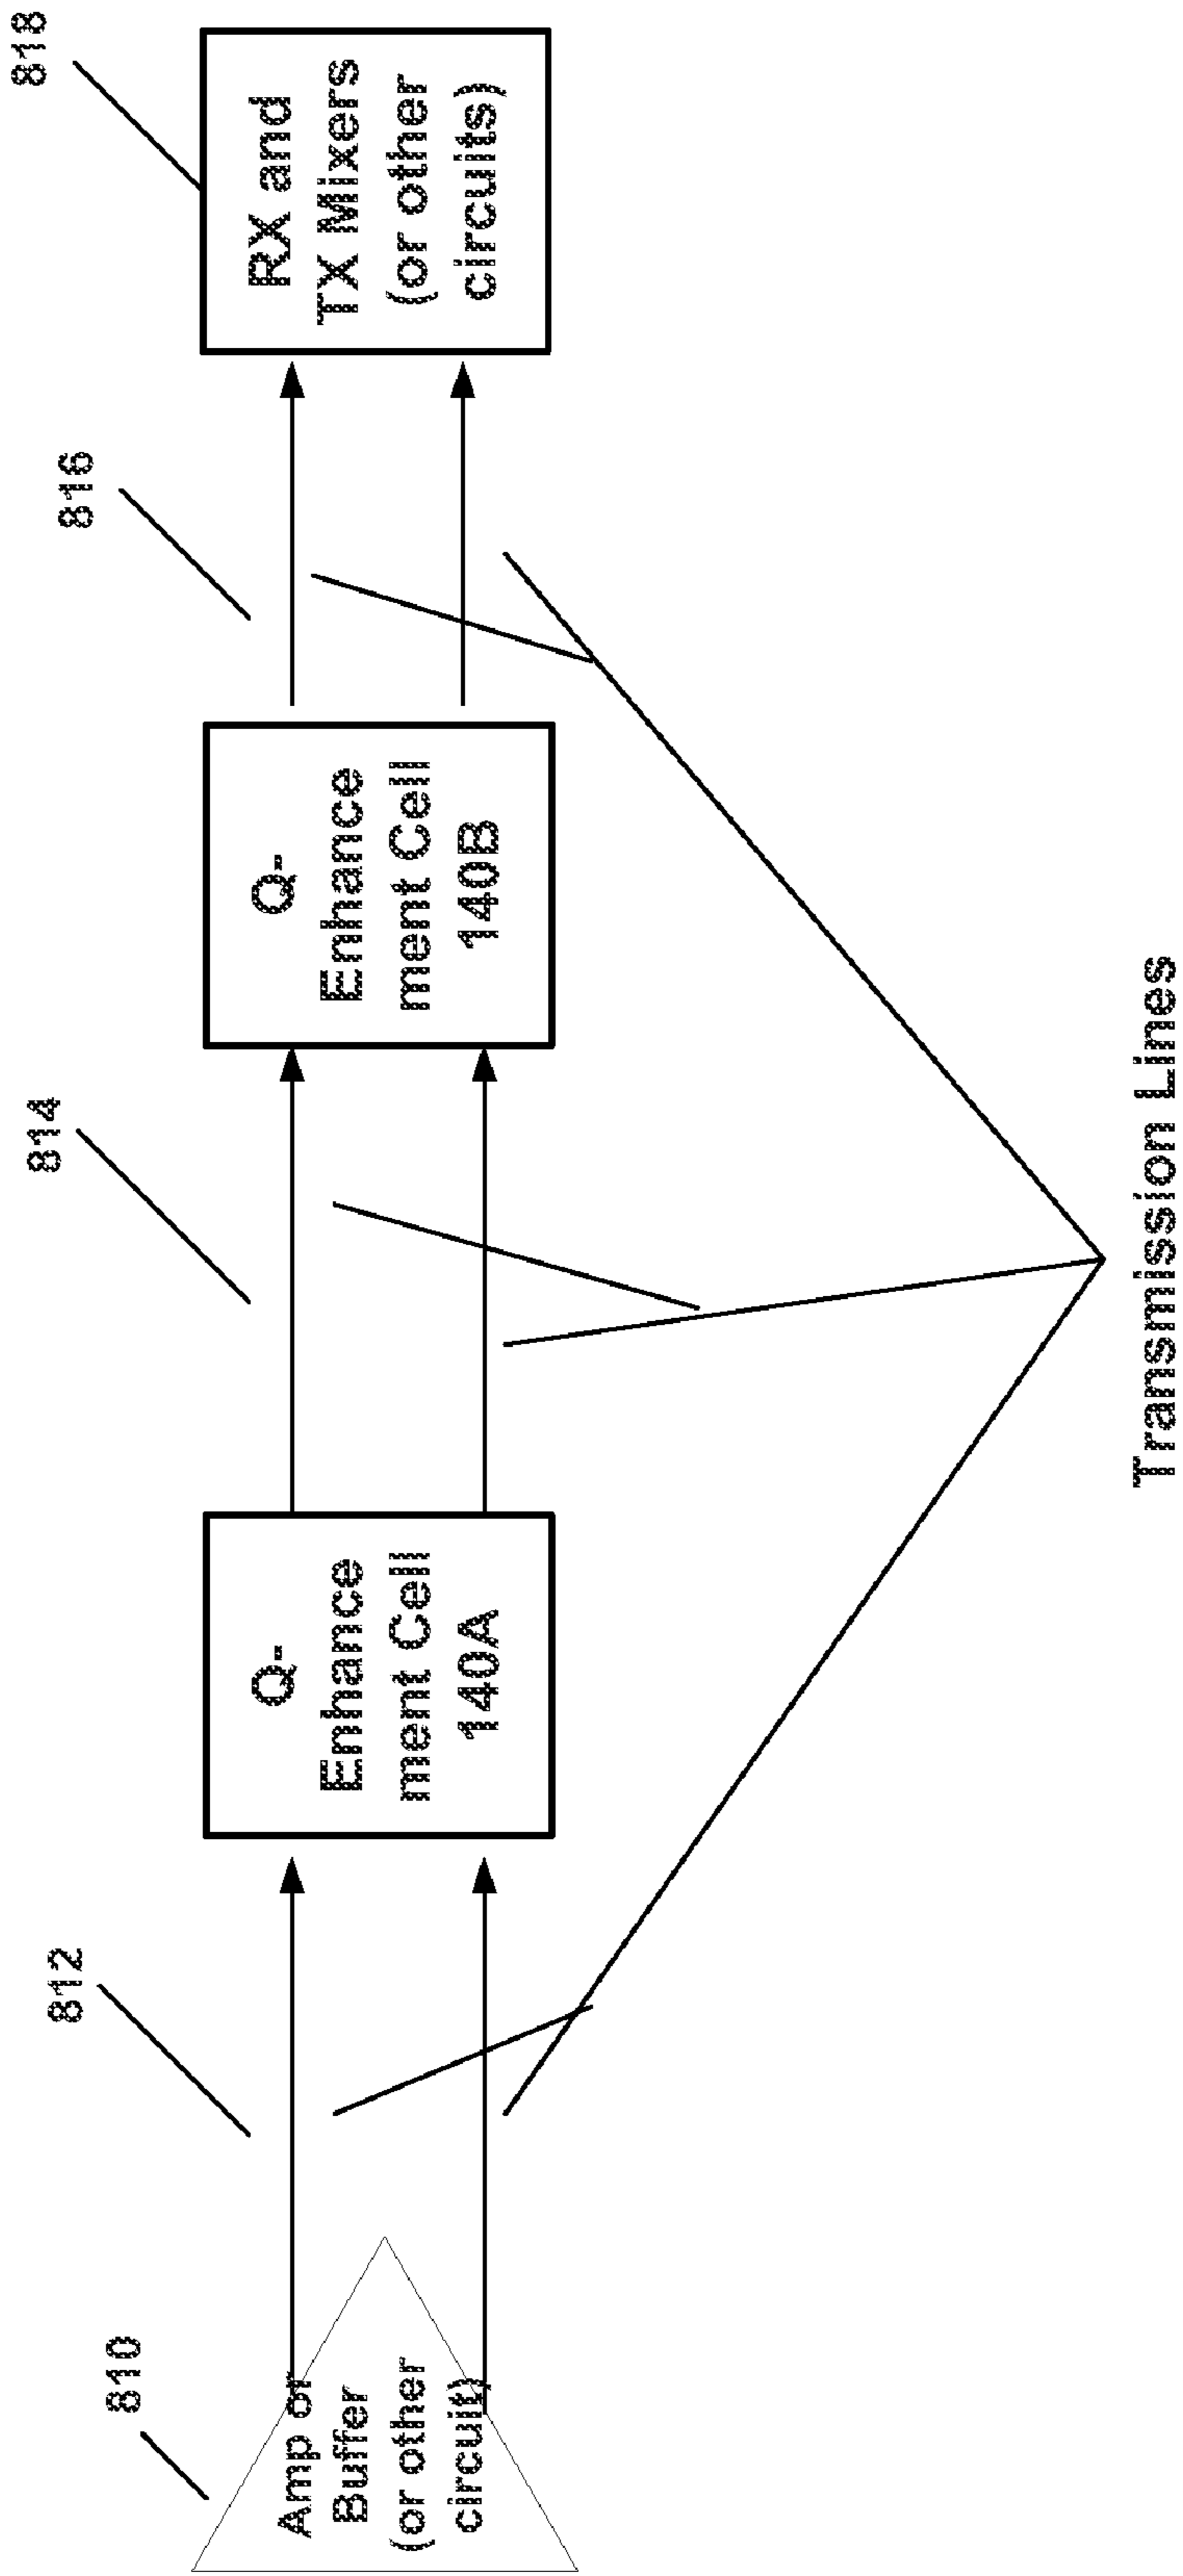 810
812
814
816
818
Amp or
Buffer
(or other
circuit)
Q-
Enhance
ment Cell
140A
Q-
Enhance
ment Cell
140B
RX and
TX Mixers
(or other
circuits)
Transmission Lines